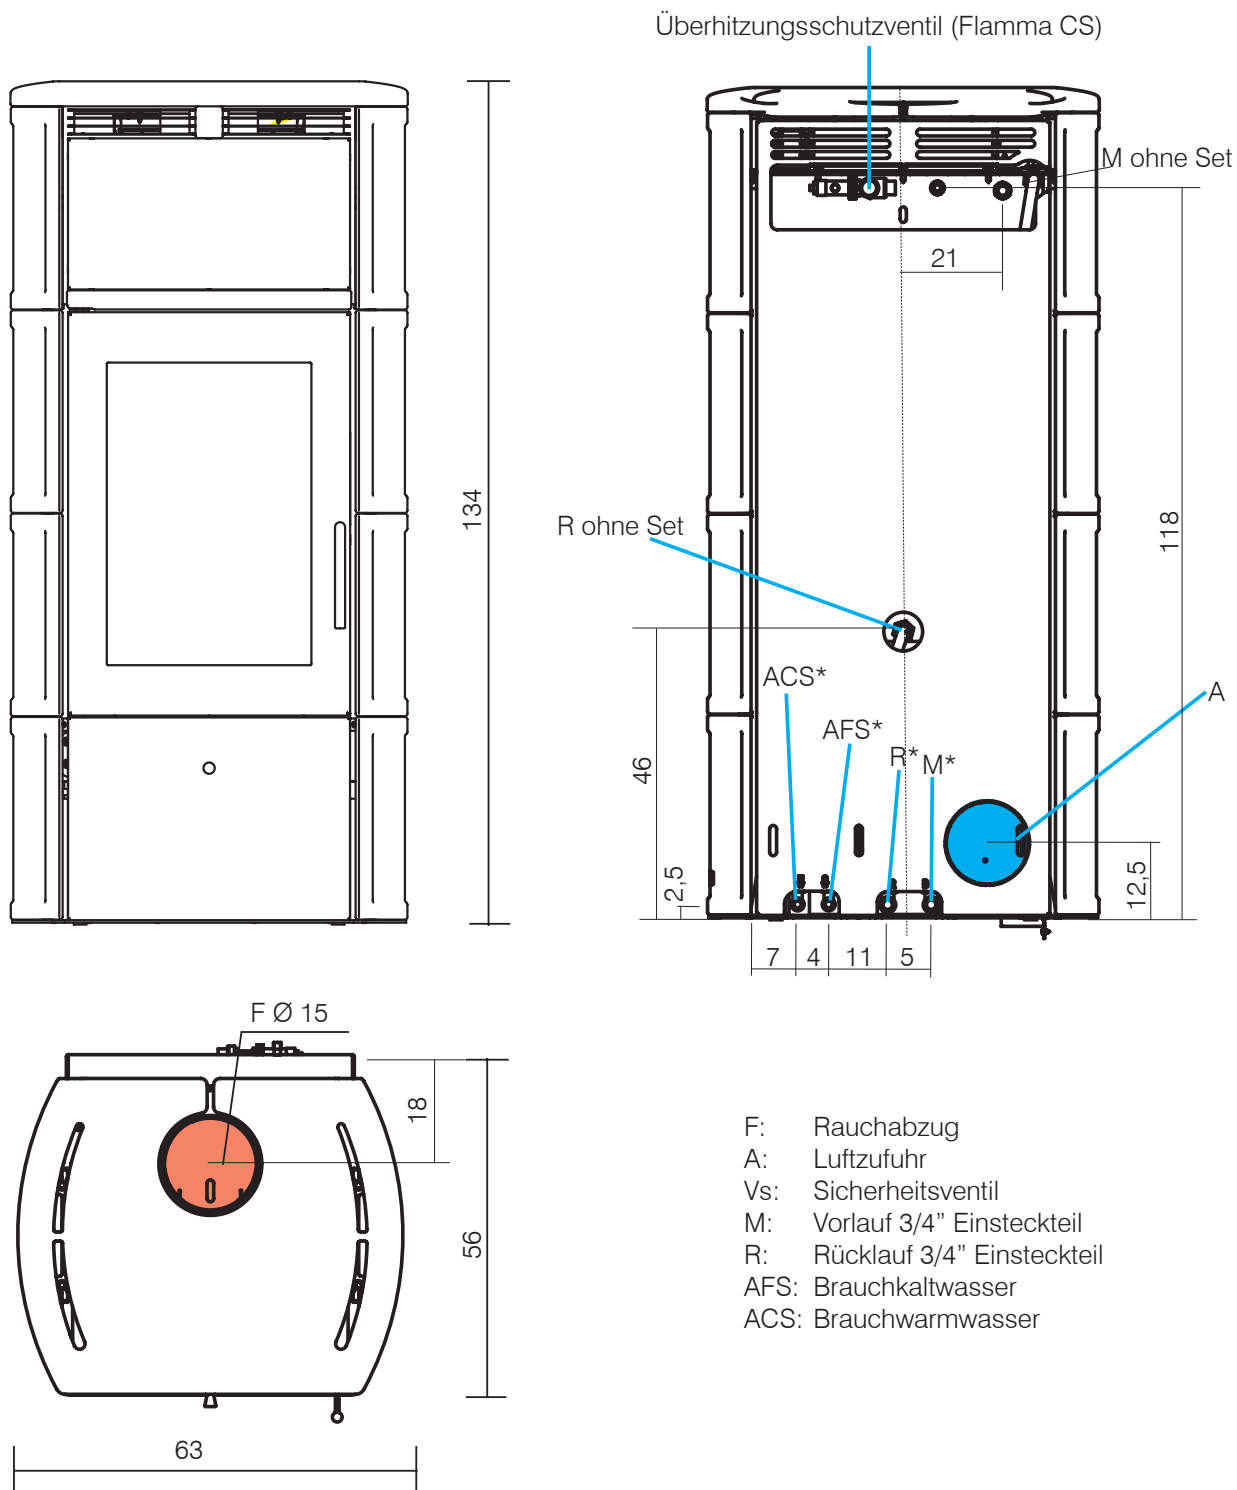 Überhitzungsschutzventil (Flamma CS)
M ohne Set
21
134
118
R ohne Set
ACS*
AFS*
R*
M*
A
46
2,5
12,5
7
4
11
5
F Ø 15
18
56
63
F: Rauchabzug
A: Luftzufuhr
Vs: Sicherheitsventil
M: Vorlauf 3/4” Einsteckteil
R: Rücklauf 3/4” Einsteckteil
AFS: Brauchkaltwasser
ACS: Brauchwarmwasser